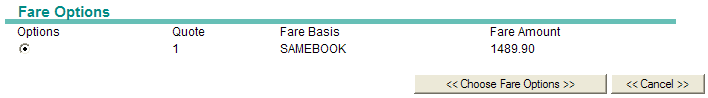 Fare Options
Options Quote Fare Basis Fare Amount
1 SAMEBOOK 1489.90
<< Choose Fare Options >> << Cancel >>